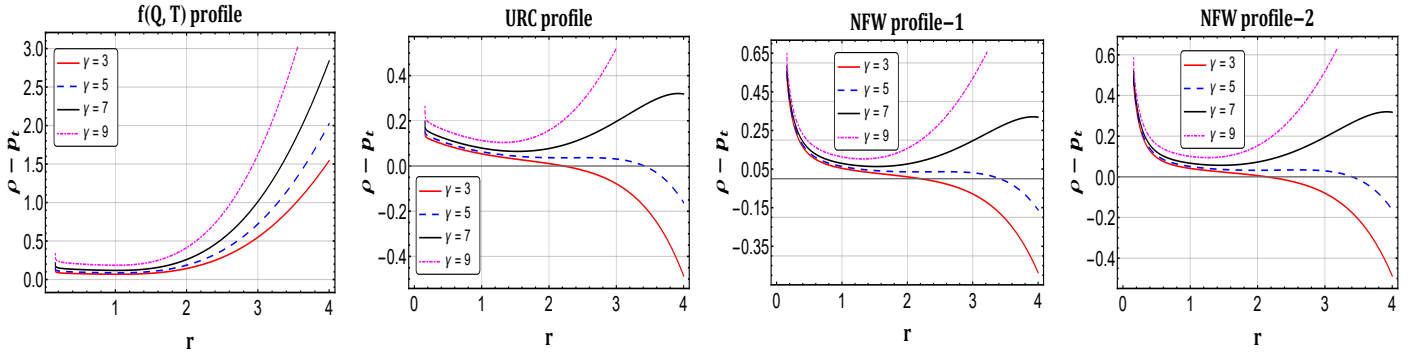 f(Q, T) profile
3.0
2.5
2.0
1.5
1.0
0.5
0.0
γ = 3
γ = 5
γ = 7
γ = 9
ρ − pₜ
0
1
2
3
4
r
URC profile
0.4
0.2
0.0
−0.2
−0.4
γ = 3
γ = 5
γ = 7
γ = 9
ρ − pₜ
0
1
2
3
4
r
NFW profile−1
0.65
0.45
0.25
0.05
−0.15
−0.35
γ = 3
γ = 5
γ = 7
γ = 9
ρ − pₜ
0
1
2
3
4
r
NFW profile−2
0.6
0.4
0.2
0.0
−0.2
−0.4
γ = 3
γ = 5
γ = 7
γ = 9
ρ − pₜ
0
1
2
3
4
r